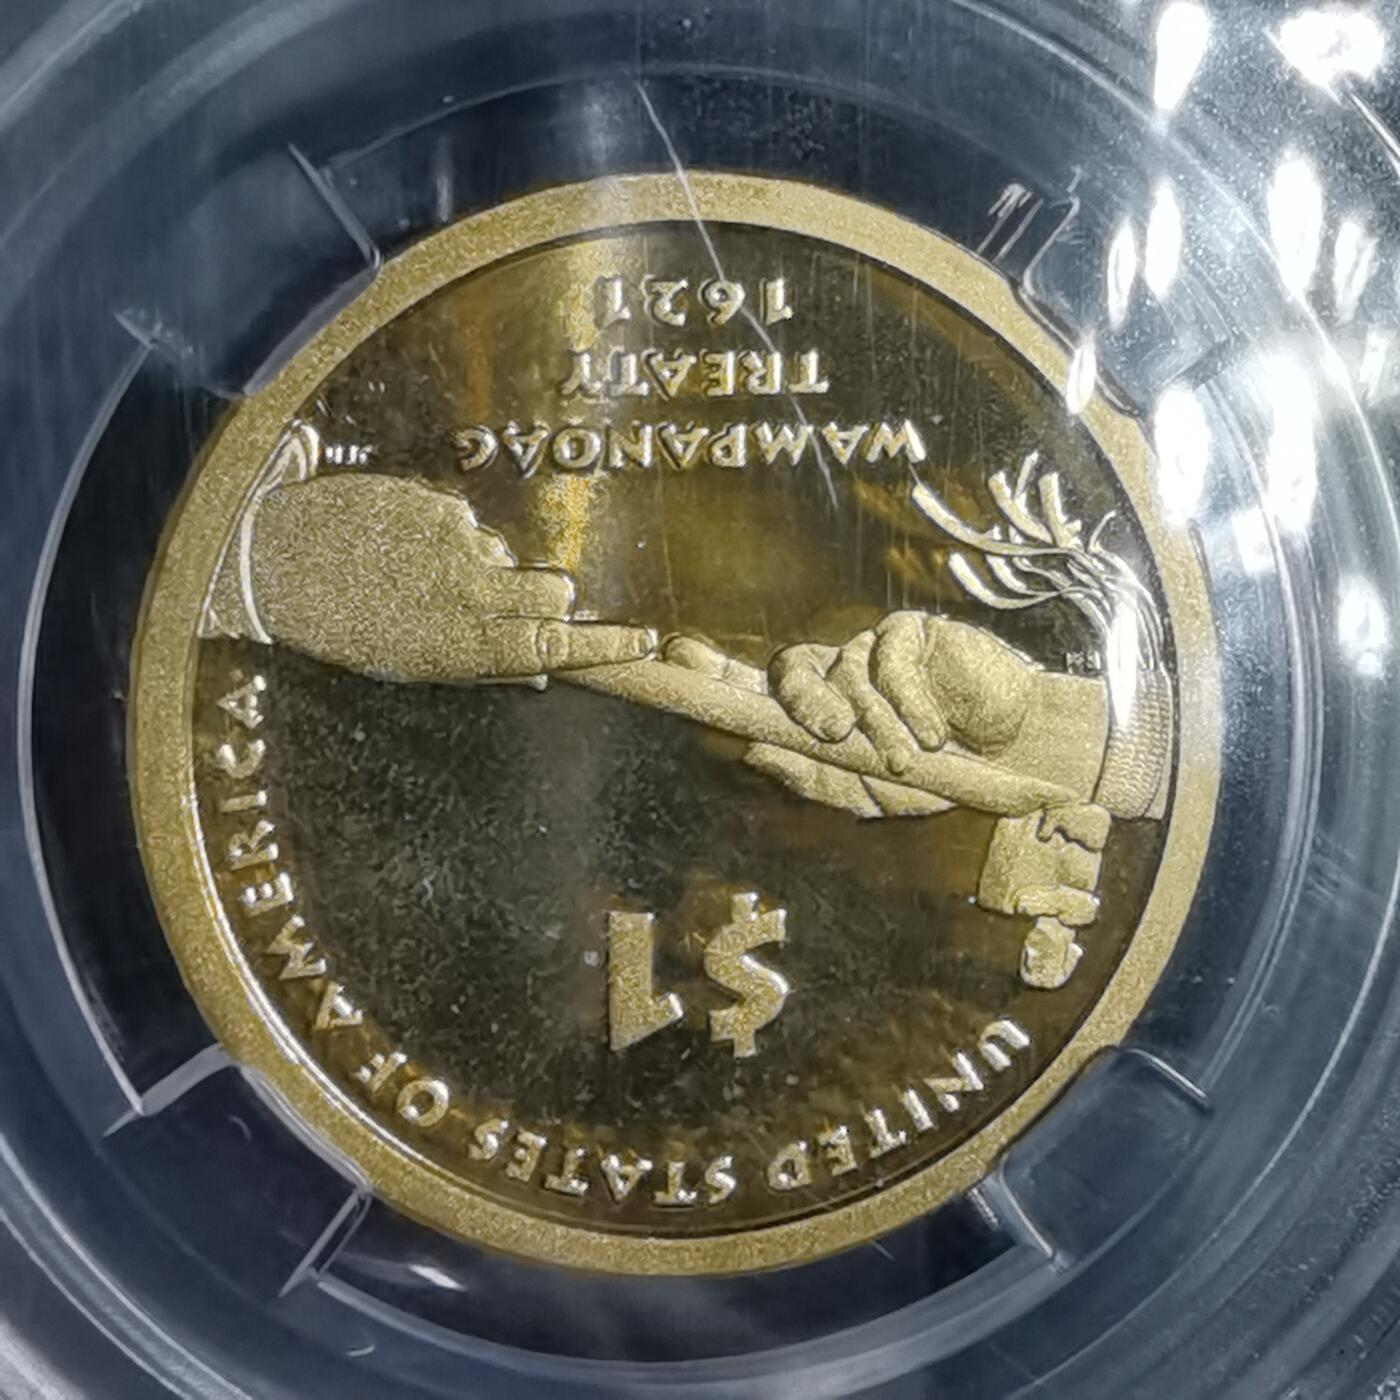 UNITED STATES OF AMERICA
$1
WAMPANOAG
TREATY
1621